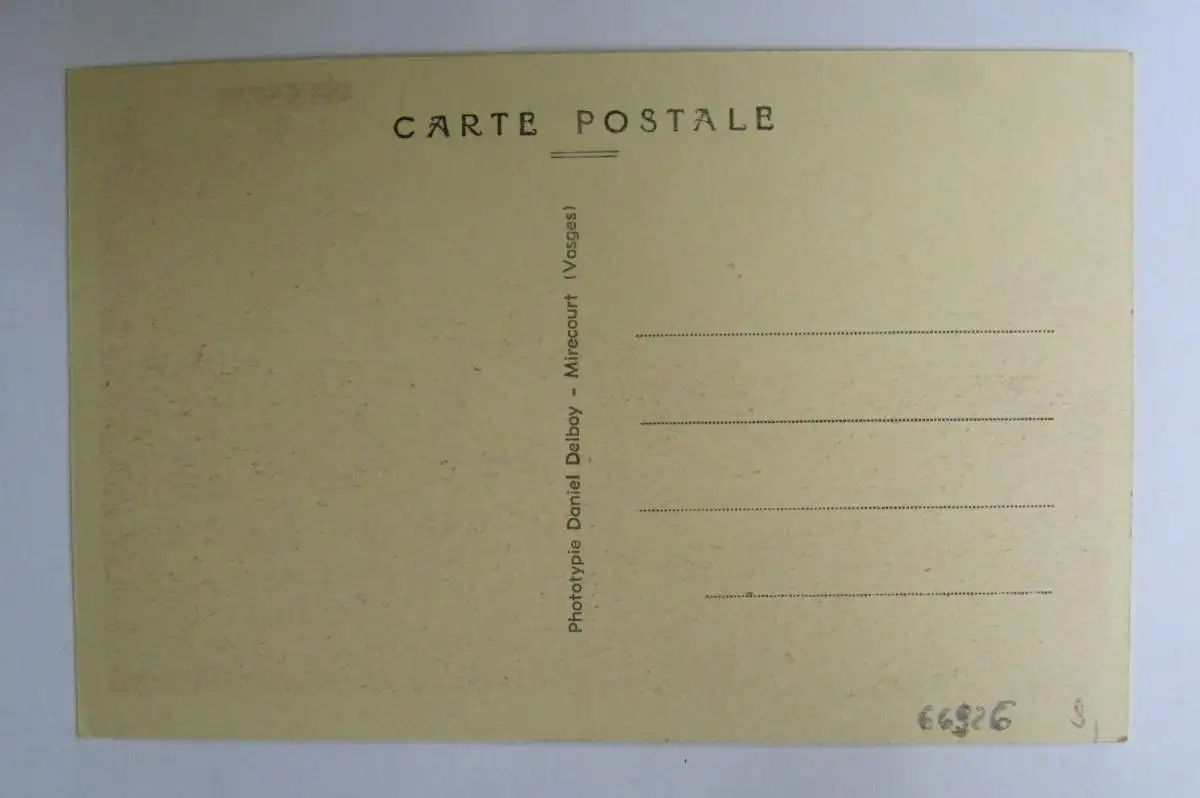 CARTE POSTALE
Phototypie Daniel Delboy - Mirecourt (Vosges)
66926